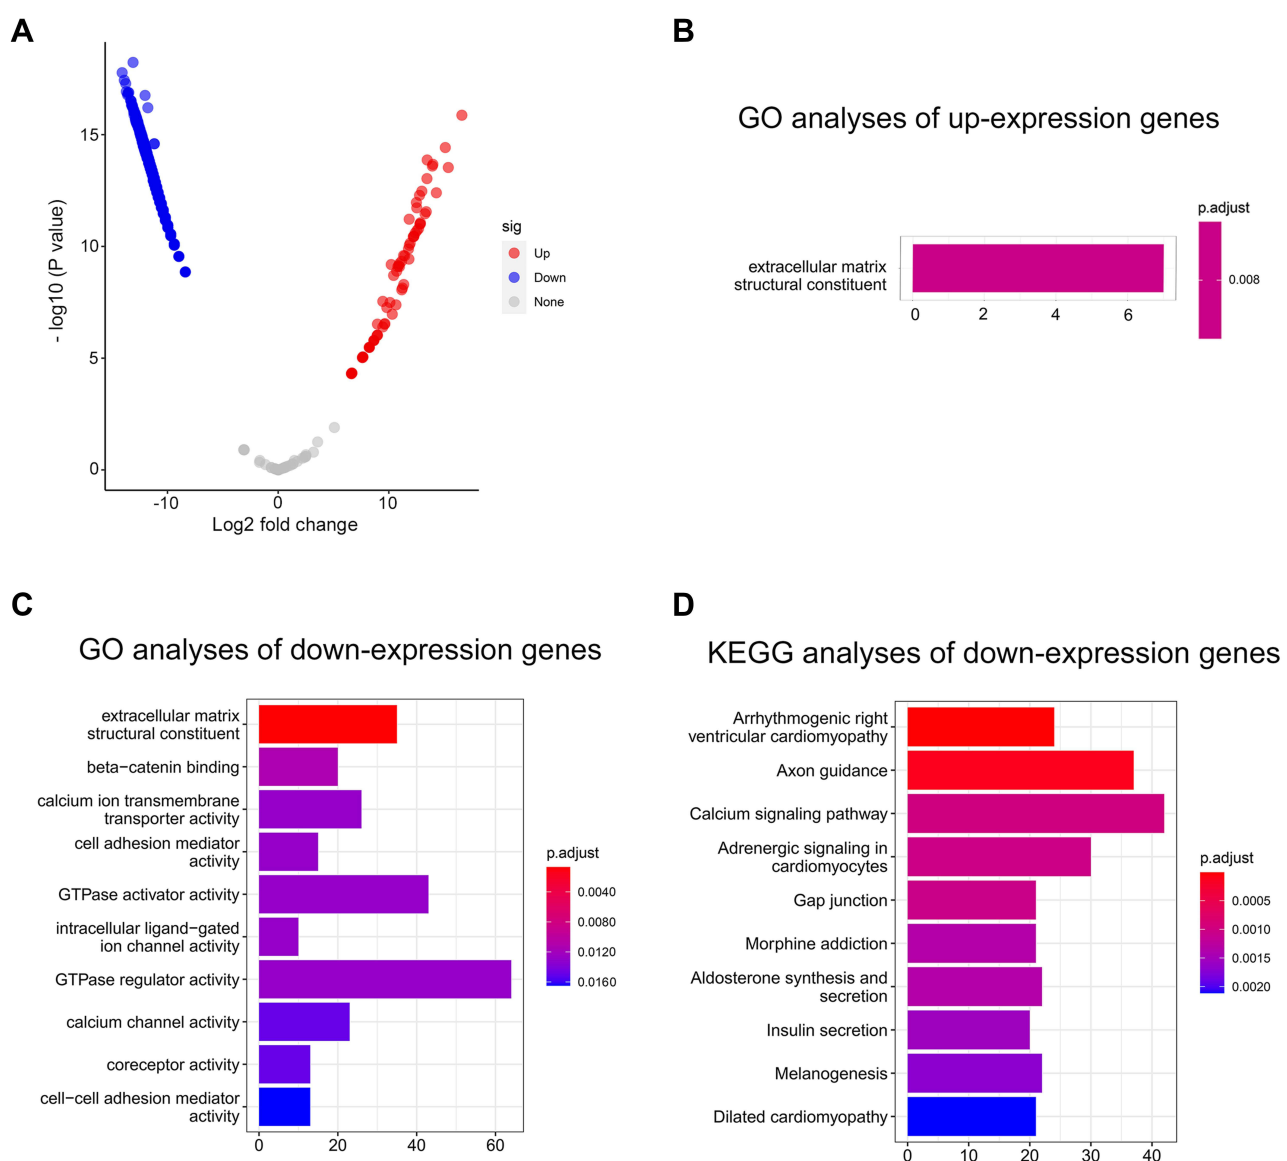 A
15
10
5
0
-10
0
10
- log10 (P value)
Log2 fold change
sig
Up
Down
None
B
GO analyses of up-expression genes
extracellular matrix
structural constituent
0
2
4
6
p.adjust
0.008
C
GO analyses of down-expression genes
extracellular matrix
structural constituent
beta−catenin binding
calcium ion transmembrane
transporter activity
cell adhesion mediator
activity
GTPase activator activity
intracellular ligand−gated
ion channel activity
GTPase regulator activity
calcium channel activity
coreceptor activity
cell−cell adhesion mediator
activity
0
20
40
60
p.adjust
0.0040
0.0080
0.0120
0.0160
D
KEGG analyses of down-expression genes
Arrhythmogenic right
ventricular cardiomyopathy
Axon guidance
Calcium signaling pathway
Adrenergic signaling in
cardiomyocytes
Gap junction
Morphine addiction
Aldosterone synthesis and
secretion
Insulin secretion
Melanogenesis
Dilated cardiomyopathy
0
10
20
30
40
p.adjust
0.0005
0.0010
0.0015
0.0020